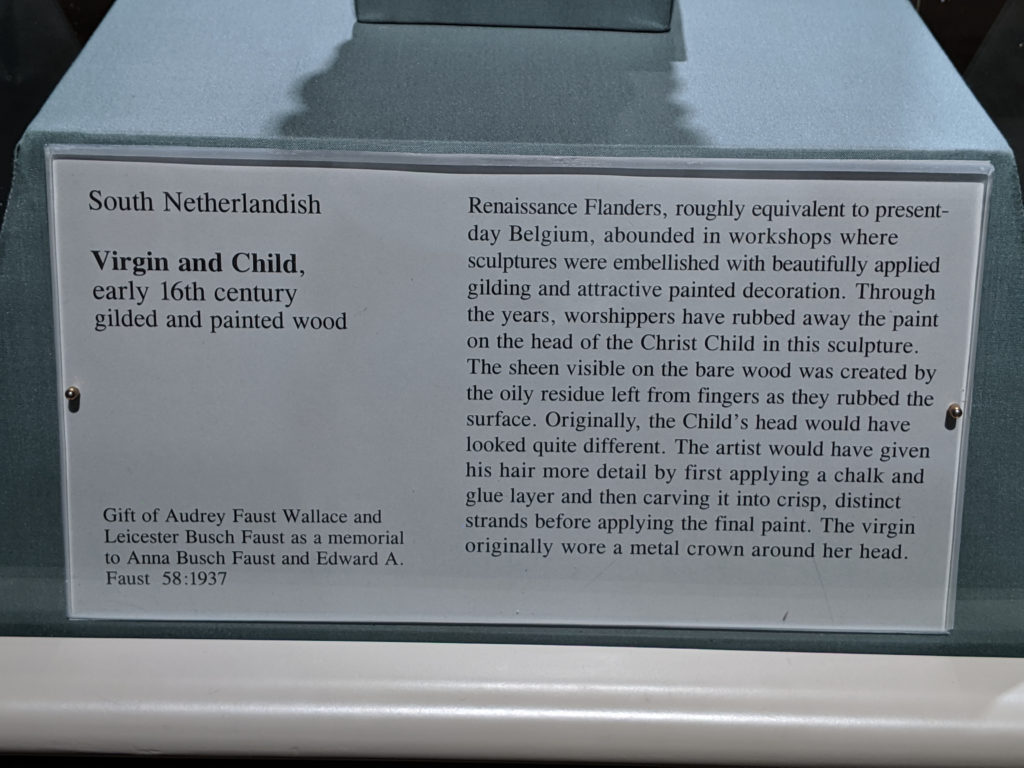 South Netherlandish
Virgin and Child,
early 16th century
gilded and painted wood
Gift of Audrey Faust Wallace and
Leicester Busch Faust as a memorial
to Anna Busch Faust and Edward A.
Faust 58:1937
Renaissance Flanders, roughly equivalent to present-
day Belgium, abounded in workshops where
sculptures were embellished with beautifully applied
gilding and attractive painted decoration. Through
the years, worshippers have rubbed away the paint
on the head of the Christ Child in this sculpture.
The sheen visible on the bare wood was created by
the oily residue left from fingers as they rubbed the
surface. Originally, the Child's head would have
looked quite different. The artist would have given
his hair more detail by first applying a chalk and
glue layer and then carving it into crisp, distinct
strands before applying the final paint. The virgin
originally wore a metal crown around her head.